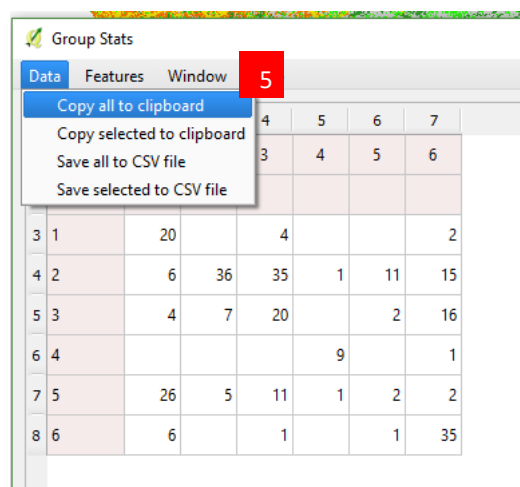 Group Stats
Data Features Window 5
Copy all to clipboard
Copy selected to clipboard
Save all to CSV file
Save selected to CSV file
4 5 6 7
3 4 5 6
3 1 20 4 2
4 2 6 36 35 1 11 15
5 3 4 7 20 2 16
6 4 9 1
7 5 26 5 11 1 2 2
8 6 6 1 1 35